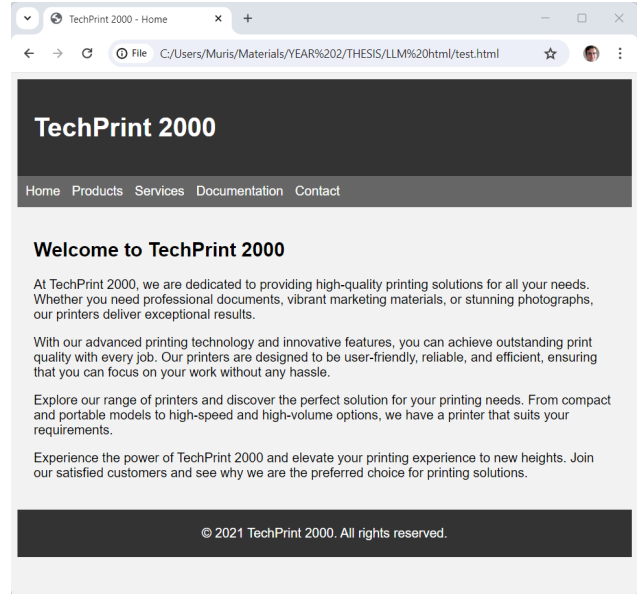 TechPrint 2000 - Home
File C:/Users/Muris/Materials/YEAR%202/THESIS/LLM%20html/test.html
TechPrint 2000
Home Products Services Documentation Contact
Welcome to TechPrint 2000
At TechPrint 2000, we are dedicated to providing high-quality printing solutions for all your needs.
Whether you need professional documents, vibrant marketing materials, or stunning photographs,
our printers deliver exceptional results.
With our advanced printing technology and innovative features, you can achieve outstanding print
quality with every job. Our printers are designed to be user-friendly, reliable, and efficient, ensuring
that you can focus on your work without any hassle.
Explore our range of printers and discover the perfect solution for your printing needs. From compact
and portable models to high-speed and high-volume options, we have a printer that suits your
requirements.
Experience the power of TechPrint 2000 and elevate your printing experience to new heights. Join
our satisfied customers and see why we are the preferred choice for printing solutions.
© 2021 TechPrint 2000. All rights reserved.